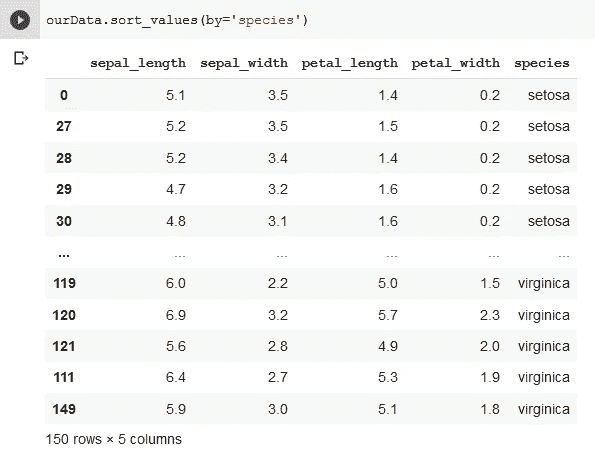 ourData.sort_values(by='species')
sepal_length sepal_width petal_length petal_width species
0 5.1 3.5 1.4 0.2 setosa
27 5.2 3.5 1.5 0.2 setosa
28 5.2 3.4 1.4 0.2 setosa
29 4.7 3.2 1.6 0.2 setosa
30 4.8 3.1 1.6 0.2 setosa
... ... ... ... ... ...
119 6.0 2.2 5.0 1.5 virginica
120 6.9 3.2 5.7 2.3 virginica
121 5.6 2.8 4.9 2.0 virginica
111 6.4 2.7 5.3 1.9 virginica
149 5.9 3.0 5.1 1.8 virginica
150 rows × 5 columns